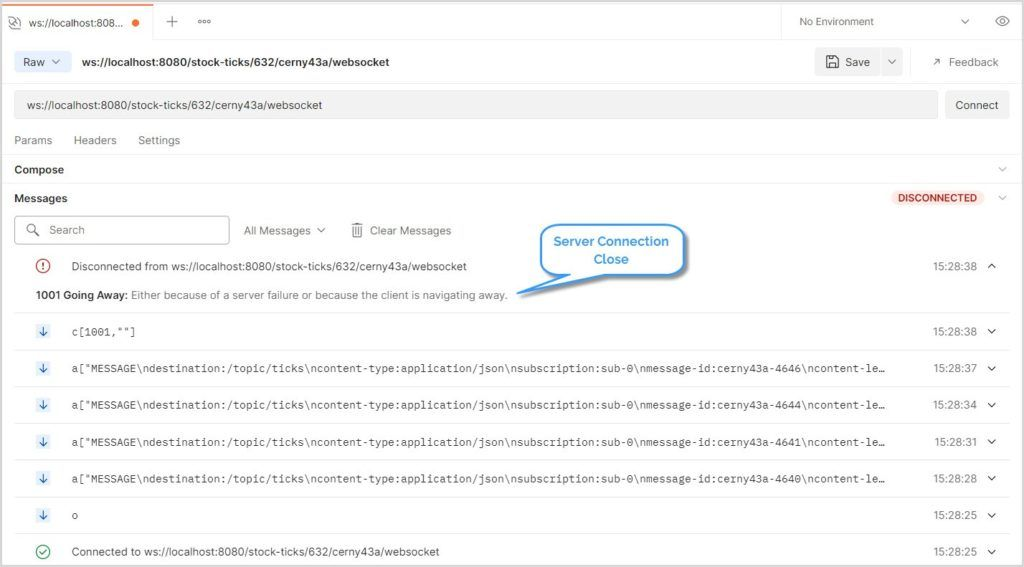 ws://localhost:808...
No Environment
Raw
ws://localhost:8080/stock-ticks/632/cerny43a/websocket
Save
Feedback
ws://localhost:8080/stock-ticks/632/cerny43a/websocket
Connect
Params Headers Settings
Compose
Messages
DISCONNECTED
Search
All Messages
Clear Messages
Server Connection
Close
Disconnected from ws://localhost:8080/stock-ticks/632/cerny43a/websocket 15:28:38
1001 Going Away: Either because of a server failure or because the client is navigating away.
c[1001,""] 15:28:38
a["MESSAGE\ndestination:/topic/ticks\ncontent-type:application/json\nsubscription:sub-0\nmessage-id:cerny43a-4646\ncontent-le... 15:28:37
a["MESSAGE\ndestination:/topic/ticks\ncontent-type:application/json\nsubscription:sub-0\nmessage-id:cerny43a-4644\ncontent-le... 15:28:34
a["MESSAGE\ndestination:/topic/ticks\ncontent-type:application/json\nsubscription:sub-0\nmessage-id:cerny43a-4641\ncontent-le... 15:28:31
a["MESSAGE\ndestination:/topic/ticks\ncontent-type:application/json\nsubscription:sub-0\nmessage-id:cerny43a-4640\ncontent-le... 15:28:28
o 15:28:25
Connected to ws://localhost:8080/stock-ticks/632/cerny43a/websocket 15:28:25